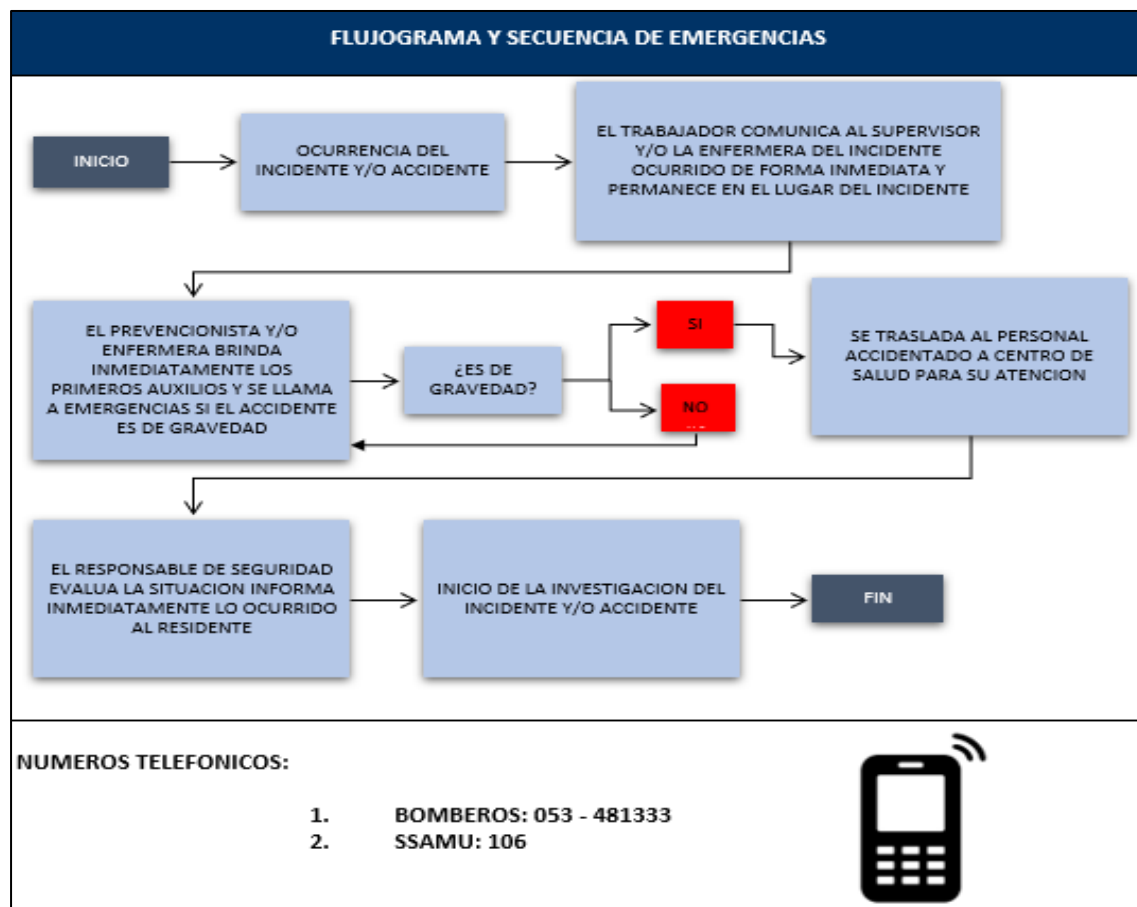 FLUJOGRAMA Y SECUENCIA DE EMERGENCIAS
INICIO
OCURRENCIA DEL
INCIDENTE Y/O ACCIDENTE
EL TRABAJADOR COMUNICA AL SUPERVISOR
Y/O LA ENFERMERA DEL INCIDENTE
OCURRIDO DE FORMA INMEDIATA Y
PERMANECE EN EL LUGAR DEL INCIDENTE
EL PREVENCIONISTA Y/O
ENFERMERA BRINDA
INMEDIATAMENTE LOS
PRIMEROS AUXILIOS Y SE LLAMA
A EMERGENCIAS SI EL ACCIDENTE
ES DE GRAVEDAD
¿ES DE
GRAVEDAD?
SI
NO
SE TRASLADA AL PERSONAL
ACCIDENTADO A CENTRO DE
SALUD PARA SU ATENCION
EL RESPONSABLE DE SEGURIDAD
EVALUA LA SITUACION INFORMA
INMEDIATAMENTE LO OCURRIDO
AL RESIDENTE
INICIO DE LA INVESTIGACION DEL
INCIDENTE Y/O ACCIDENTE
FIN
NUMEROS TELEFONICOS:
1. BOMBEROS: 053 - 481333
2. SSAMU: 106